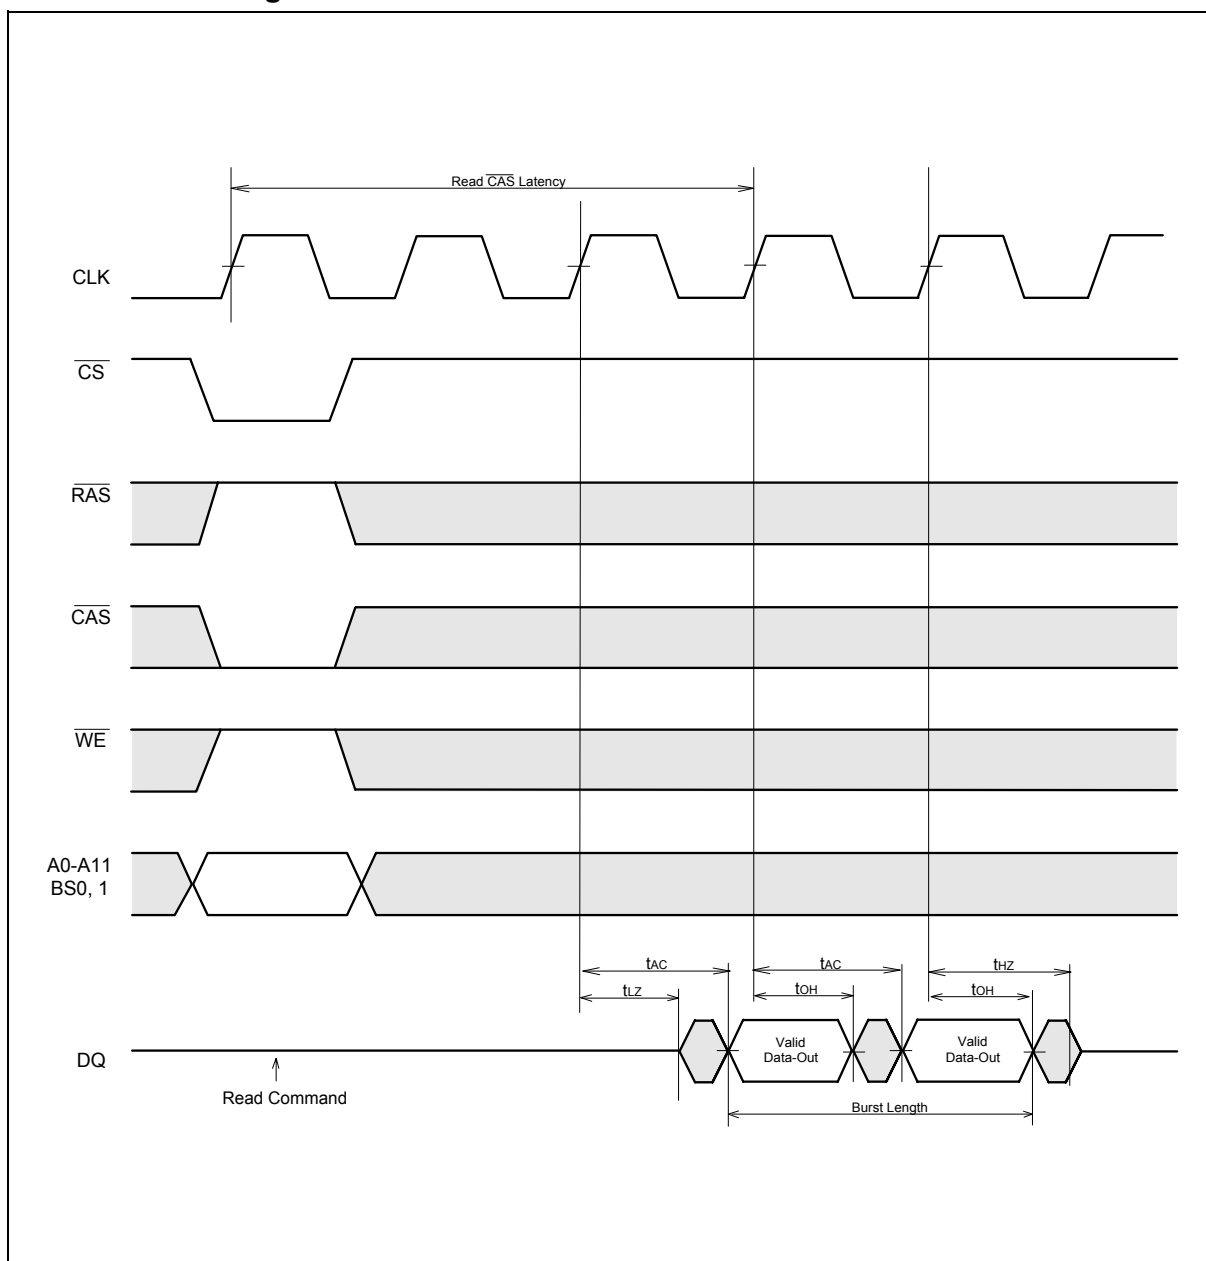 Read CAS Latency
CLK
CS
RAS
CAS
WE
A0-A11
BS0, 1
tAC
tAC
tHZ
tLZ
tOH
tOH
DQ
Valid
Data-Out
Valid
Data-Out
Read Command
Burst Length